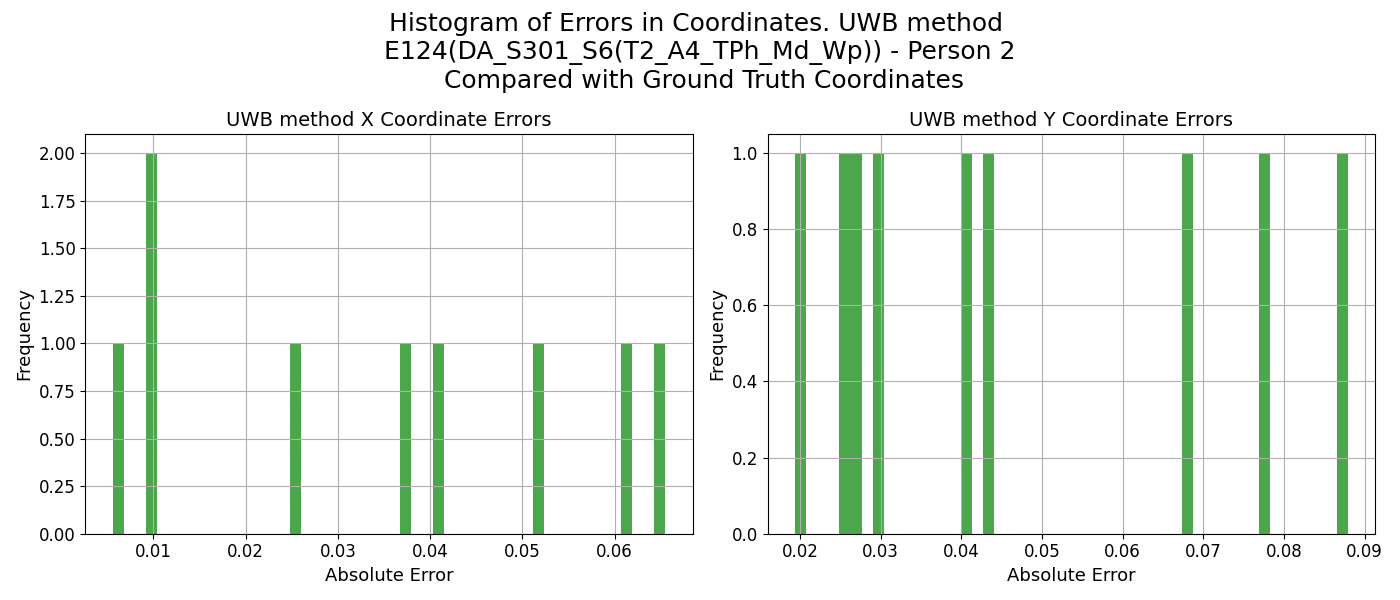 Histogram of Errors in Coordinates. UWB method
E124(DA_S301_S6(T2_A4_TPh_Md_Wp)) - Person 2
Compared with Ground Truth Coordinates
UWB method X Coordinate Errors
Frequency
2.00
1.75
1.50
1.25
1.00
0.75
0.50
0.25
0.00
0.01 0.02 0.03 0.04 0.05 0.06
Absolute Error
UWB method Y Coordinate Errors
Frequency
1.0
0.8
0.6
0.4
0.2
0.0
0.02 0.03 0.04 0.05 0.06 0.07 0.08 0.09
Absolute Error